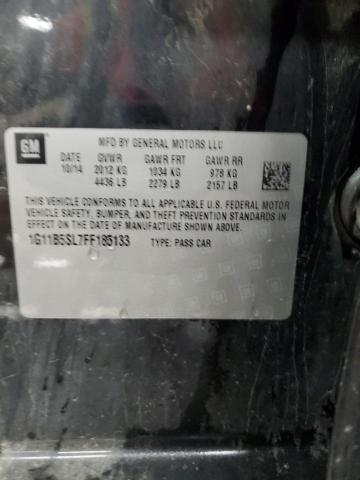 GM
MFD BY GENERAL MOTORS LLC
DATE GVWR GAWR FRT GAWR RR
10/14 2012 KG 1034 KG 978 KG
4436 LB 2279 LB 2157 LB
THIS VEHICLE CONFORMS TO ALL APPLICABLE U.S. FEDERAL MOTOR
VEHICLE SAFETY, BUMPER, AND THEFT PREVENTION STANDARDS
IN EFFECT ON THE DATE OF MANUFACTURE SHOWN ABOVE.
1G11B5SL7FF185133 TYPE: PASS CAR